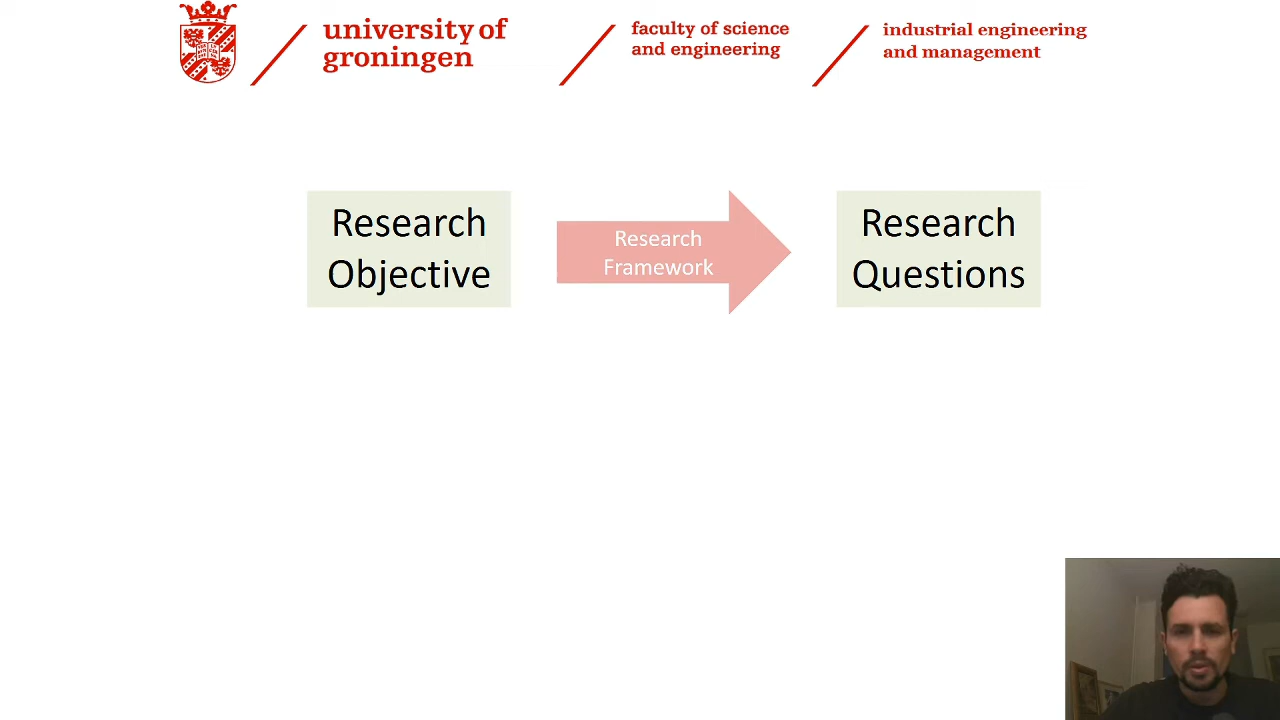 university of
groningen
faculty of science
and engineering
industrial engineering
and management
Research
Objective
Research
Framework
Research
Questions